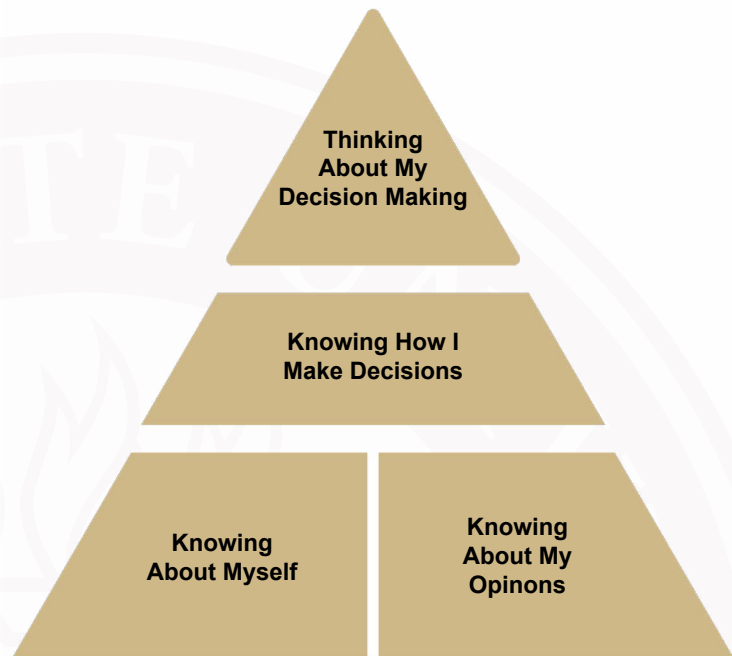 Thinking
About My
Decision Making
Knowing How I
Make Decisions
Knowing
About Myself
Knowing
About My
Opinons